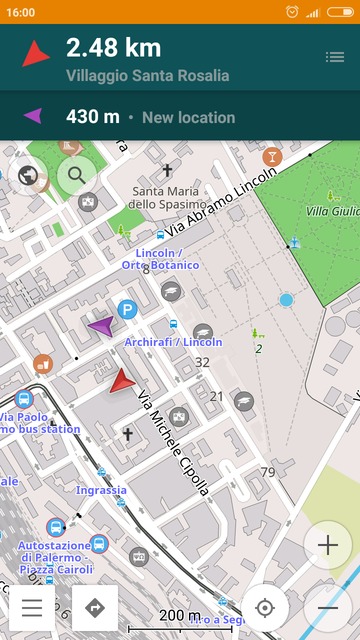 16:00
2.48 km
Villaggio Santa Rosalia
430 m • New location
Santa Maria
dello Spasimo
Via Abramo Lincoln
Villa Giulia
Lincoln /
Orto Botanico
8
P
Archirafi / Lincoln
2
32
21
Via Paolo
bus station
Via Michele Cipolla
79
Ingrassia
Autostazione
di Palermo -
Piazza Cairoli
200 m